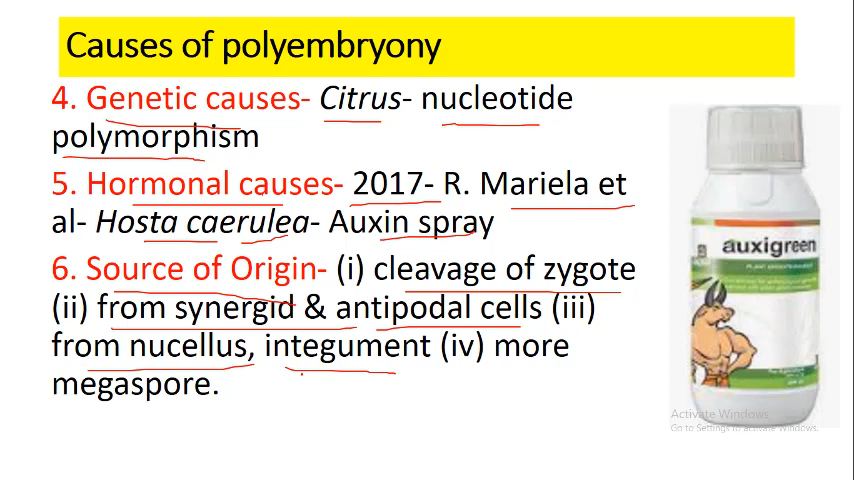 Causes of polyembryony
4. Genetic causes- Citrus- nucleotide
polymorphism
5. Hormonal causes- 2017- R. Mariela et
al- Hosta caerulea- Auxin spray
6. Source of Origin- (i) cleavage of zygote
(ii) from synergid & antipodal cells (iii)
from nucellus, integument (iv) more
megaspore.
auxigreen
Activate Windows
Go to Settings to activate Windows.